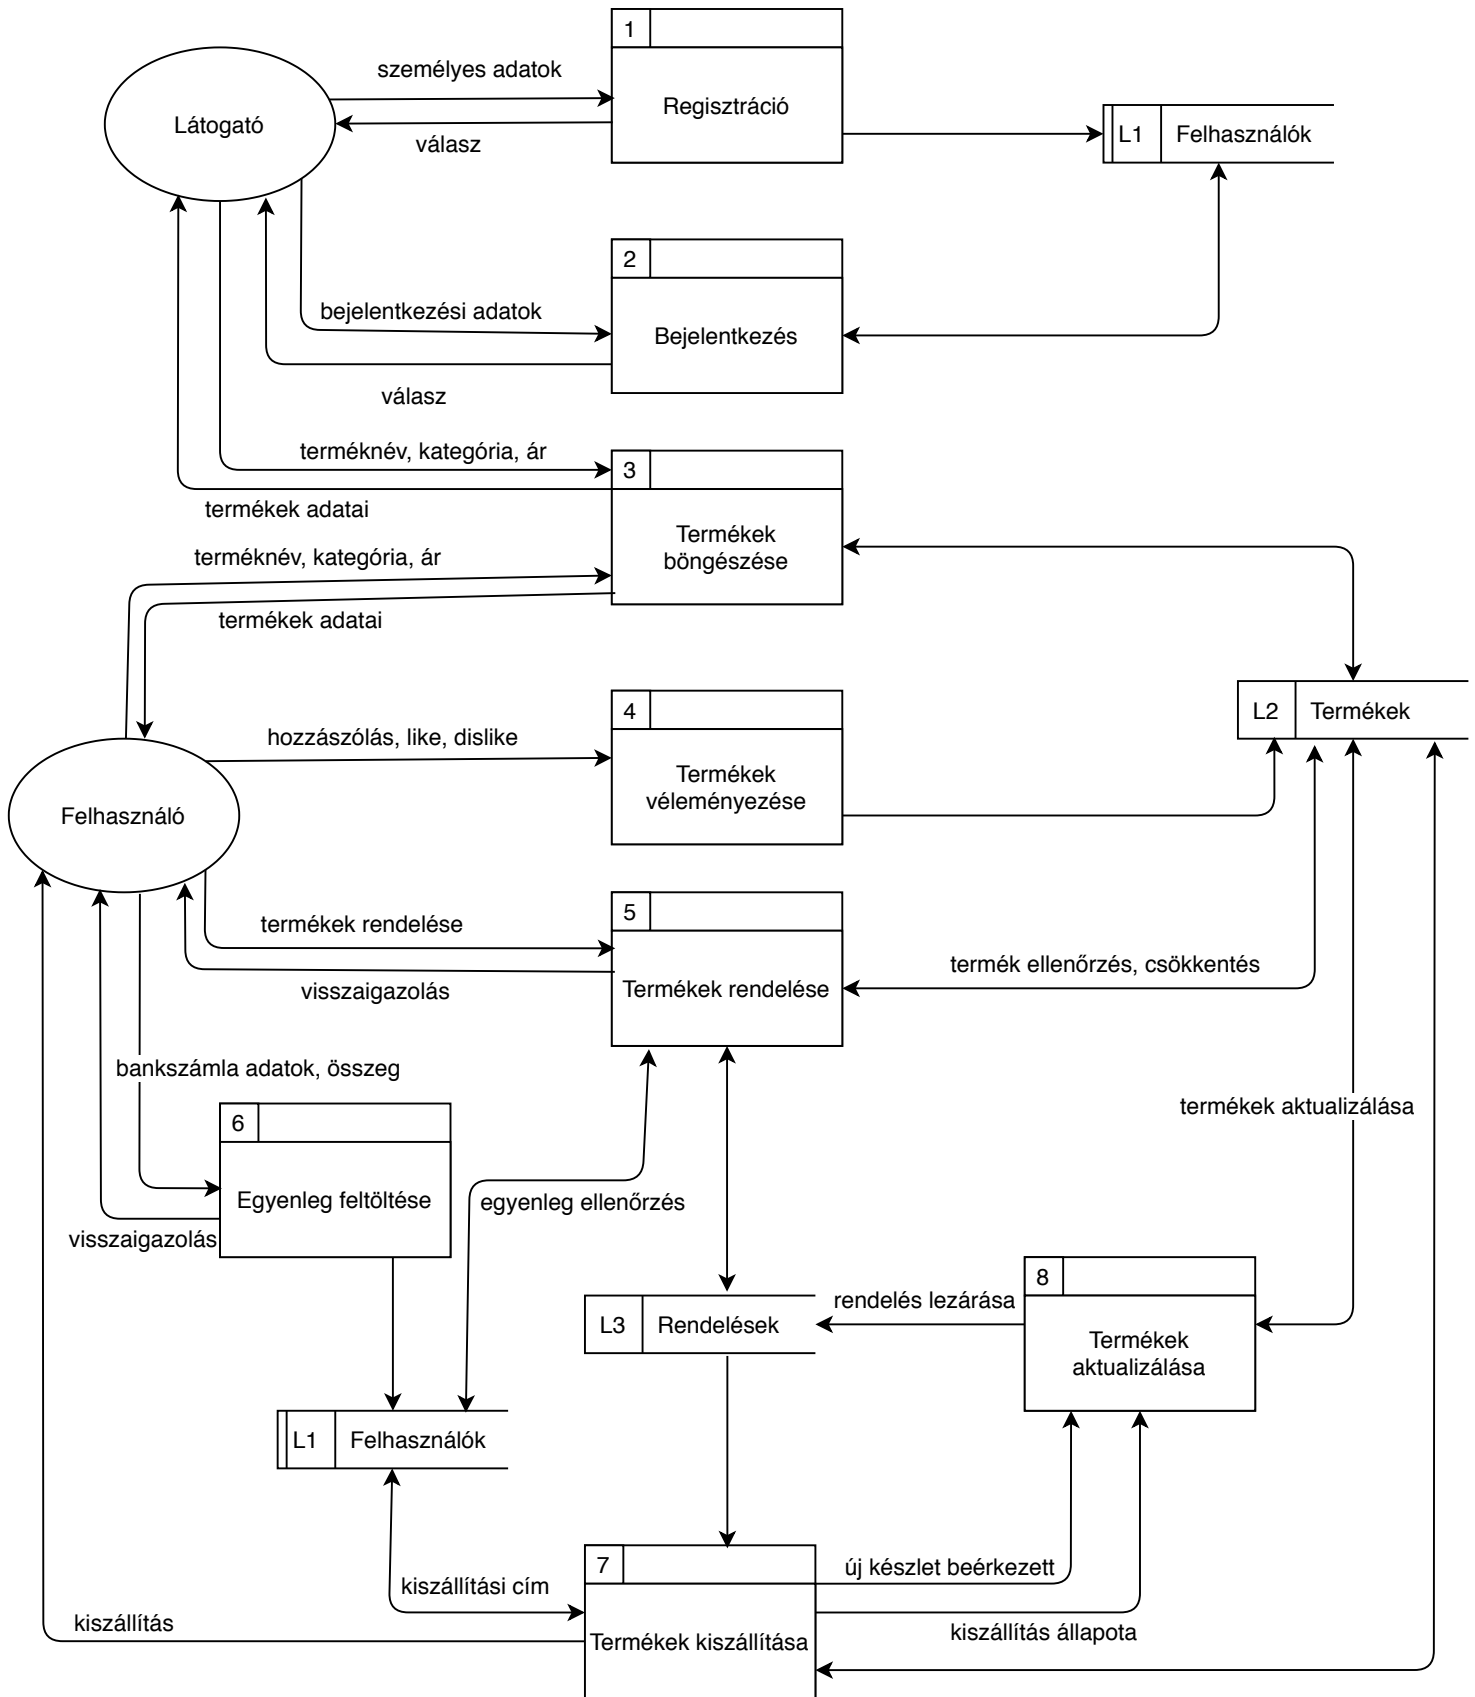 1
személyes adatok
Látogató
Regisztráció
válasz
L1
Felhasználók
2
bejelentkezési adatok
Bejelentkezés
válasz
terméknév, kategória, ár
3
termékek adatai
Termékek
böngészése
terméknév, kategória, ár
termékek adatai
4
L2
Termékek
hozzászólás, like, dislike
Termékek
véleményezése
Felhasználó
5
termékek rendelése
termék ellenőrzés, csökkentés
Termékek rendelése
visszaigazolás
bankszámla adatok, összeg
termékek aktualizálása
6
Egyenleg feltöltése
egyenleg ellenőrzés
visszaigazolás
8
rendelés lezárása
L3
Rendelések
Termékek
aktualizálása
L1
Felhasználók
7
új készlet beérkezett
kiszállítási cím
kiszállítás
kiszállítás állapota
Termékek kiszállítása